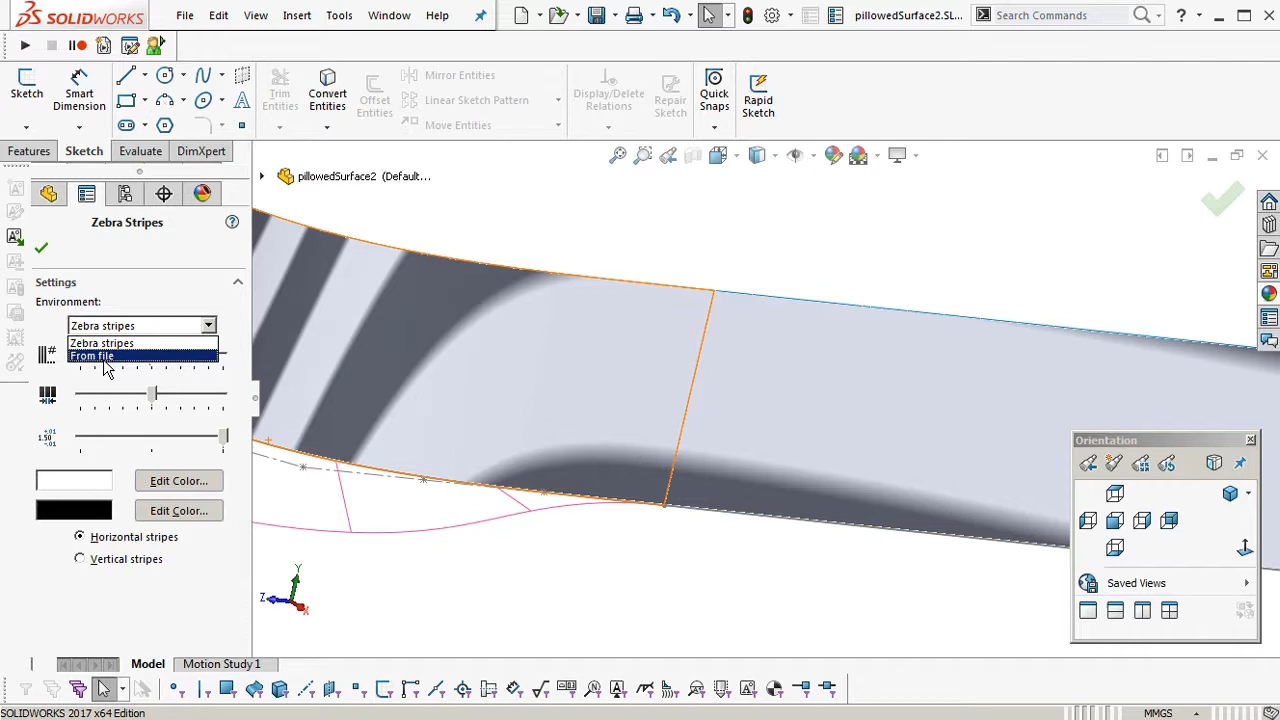 SOLIDWORKS
File Edit View Insert Tools Window Help
pillowedSurface2.SL...
Search Commands
?
Sketch
Smart Dimension
Trim Entities
Convert Entities
Offset Entities
Mirror Entities
Linear Sketch Pattern
Move Entities
Display/Delete Relations
Repair Sketch
Quick Snaps
Rapid Sketch
Features Sketch Evaluate DimXpert
pillowedSurface2 (Default...
Zebra Stripes
?
Settings
Environment:
Zebra stripes
Zebra stripes
From file
Edit Color...
Edit Color...
Horizontal stripes
Vertical stripes
Y
Z
X
Orientation
Saved Views
Model Motion Study 1
SOLIDWORKS 2017 x64 Edition
MMGS